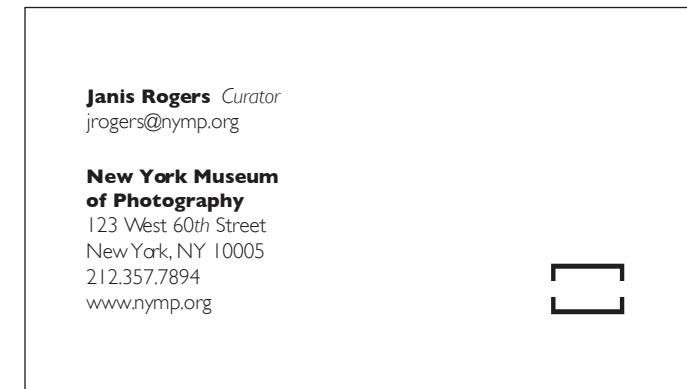 Janis Rogers Curator
jrogers@nymp.org
New York Museum
of Photography
123 West 60th Street
New York, NY 10005
212.357.7894
www.nymp.org